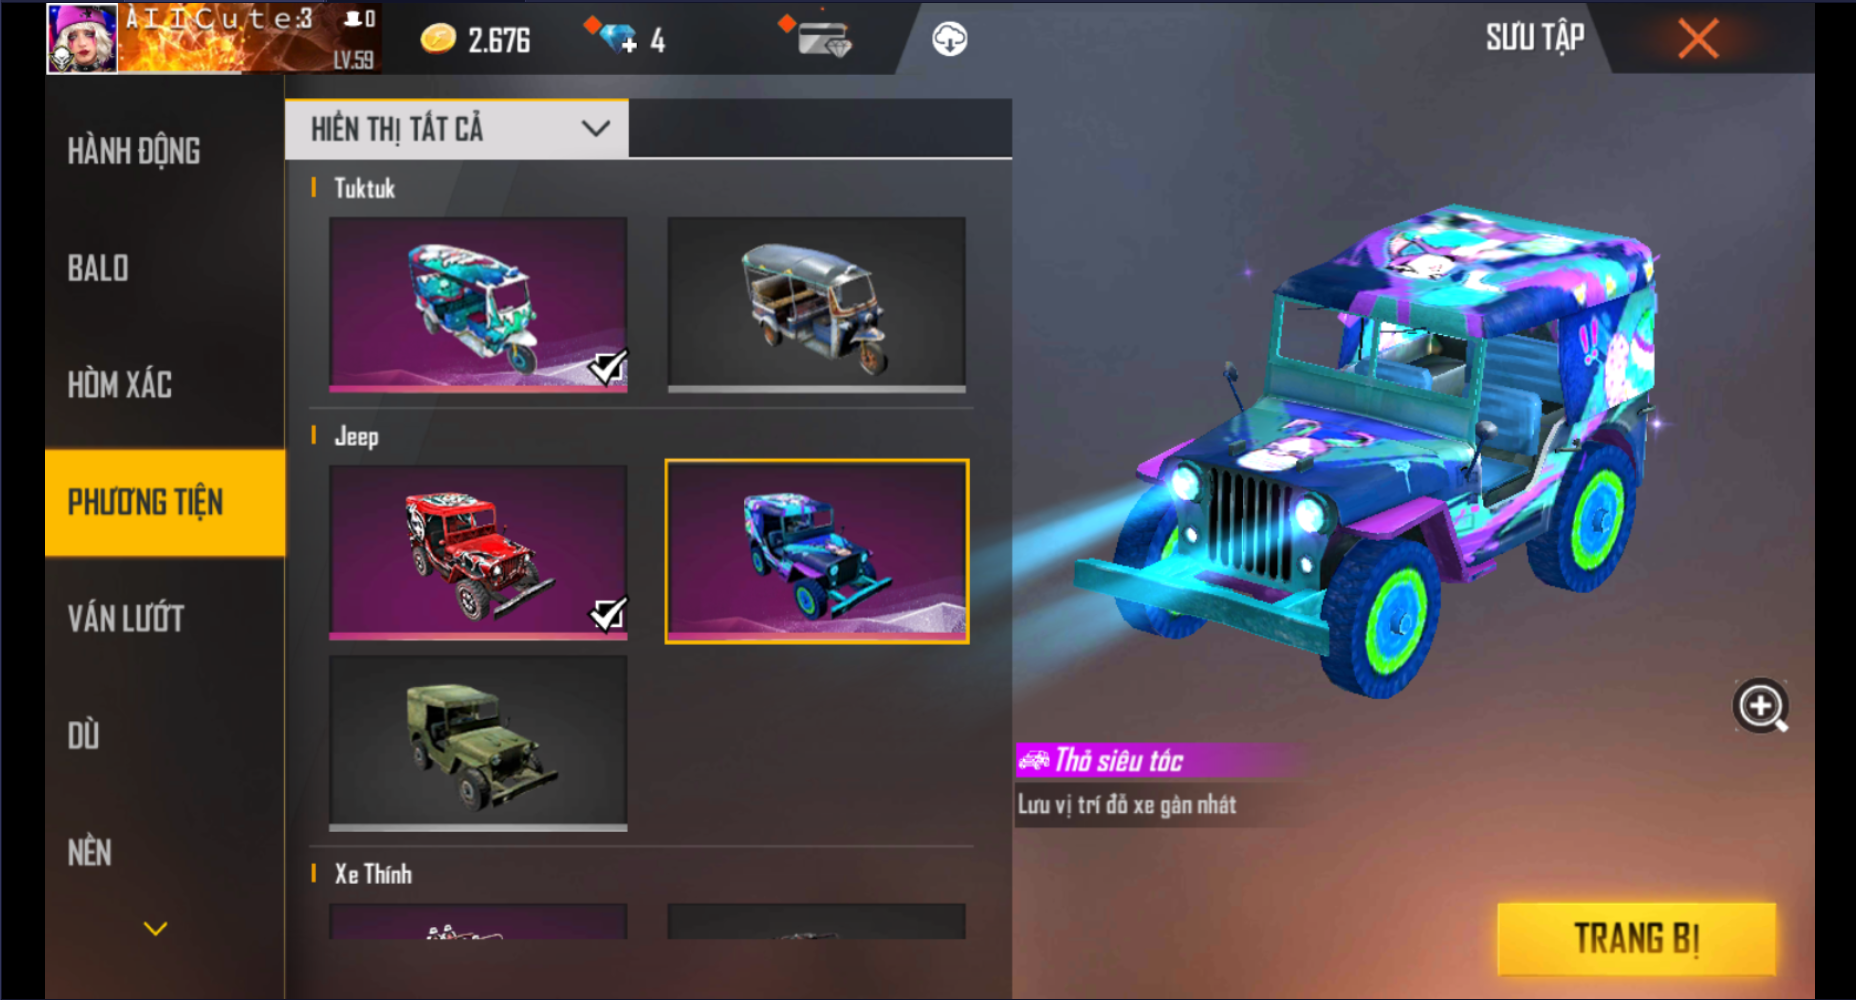 ÀIICute:3
0
LV.59
2.676
4
SƯU TẬP
HÀNH ĐỘNG
BALO
HÒM XÁC
PHƯƠNG TIỆN
VÁN LƯỚT
DÙ
NỀN
HIỂN THỊ TẤT CẢ
Tuktuk
Jeep
Xe Thính
Thỏ siêu tốc
Lưu vị trí đỗ xe gần nhất
TRANG BỊ